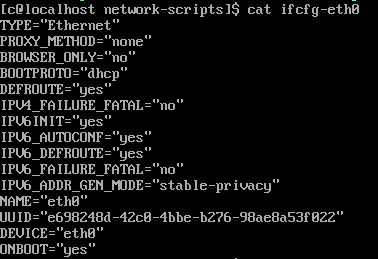 [c@localhost network-scripts]$ cat ifcfg-eth0
TYPE="Ethernet"
PROXY_METHOD="none"
BROWSER_ONLY="no"
BOOTPROTO="dhcp"
DEFROUTE="yes"
IPV4_FAILURE_FATAL="no"
IPV6INIT="yes"
IPV6_AUTOCONF="yes"
IPV6_DEFROUTE="yes"
IPV6_FAILURE_FATAL="no"
IPV6_ADDR_GEN_MODE="stable-privacy"
NAME="eth0"
UUID="e698248d-42c0-4bbe-b276-98ae8a53f022"
DEVICE="eth0"
ONBOOT="yes"